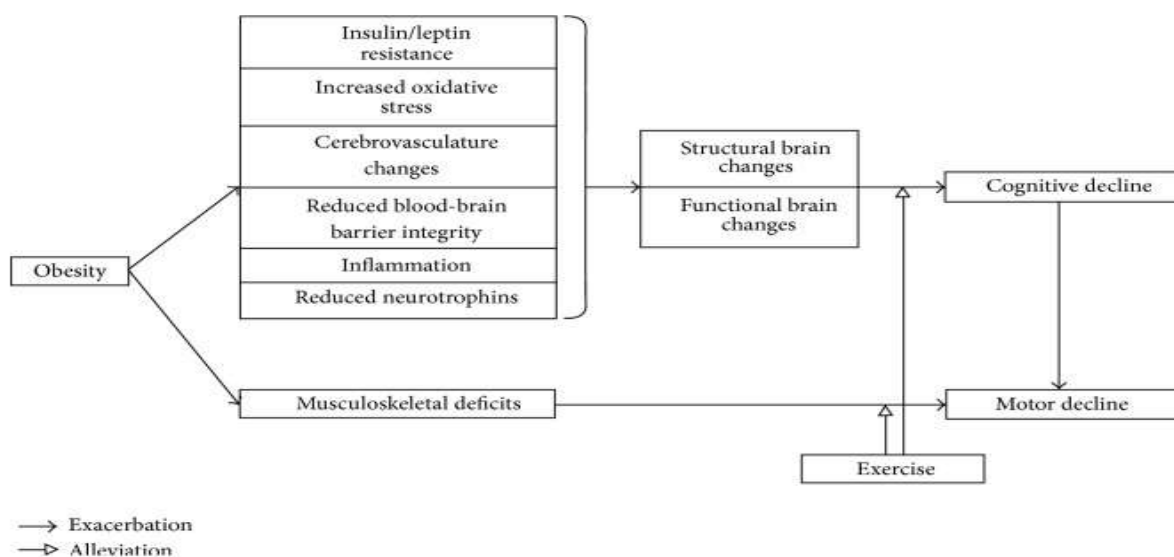 Insulin/leptin
resistance
Increased oxidative
stress
Cerebrovasculature
changes
Reduced blood-brain
barrier integrity
Inflammation
Reduced neurotrophins
Structural brain
changes
Functional brain
changes
Cognitive decline
Obesity
Musculoskeletal deficits
Motor decline
Exercise
Exacerbation
Alleviation